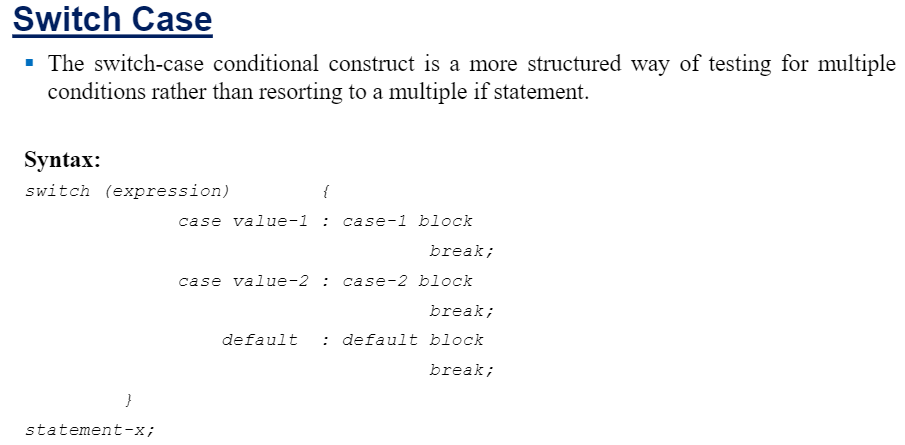 Switch Case
▪ The switch-case conditional construct is a more structured way of testing for multiple
conditions rather than resorting to a multiple if statement.
Syntax:
switch (expression) {
case value-1 : case-1 block
break;
case value-2 : case-2 block
break;
default : default block
break;
}
statement-x;